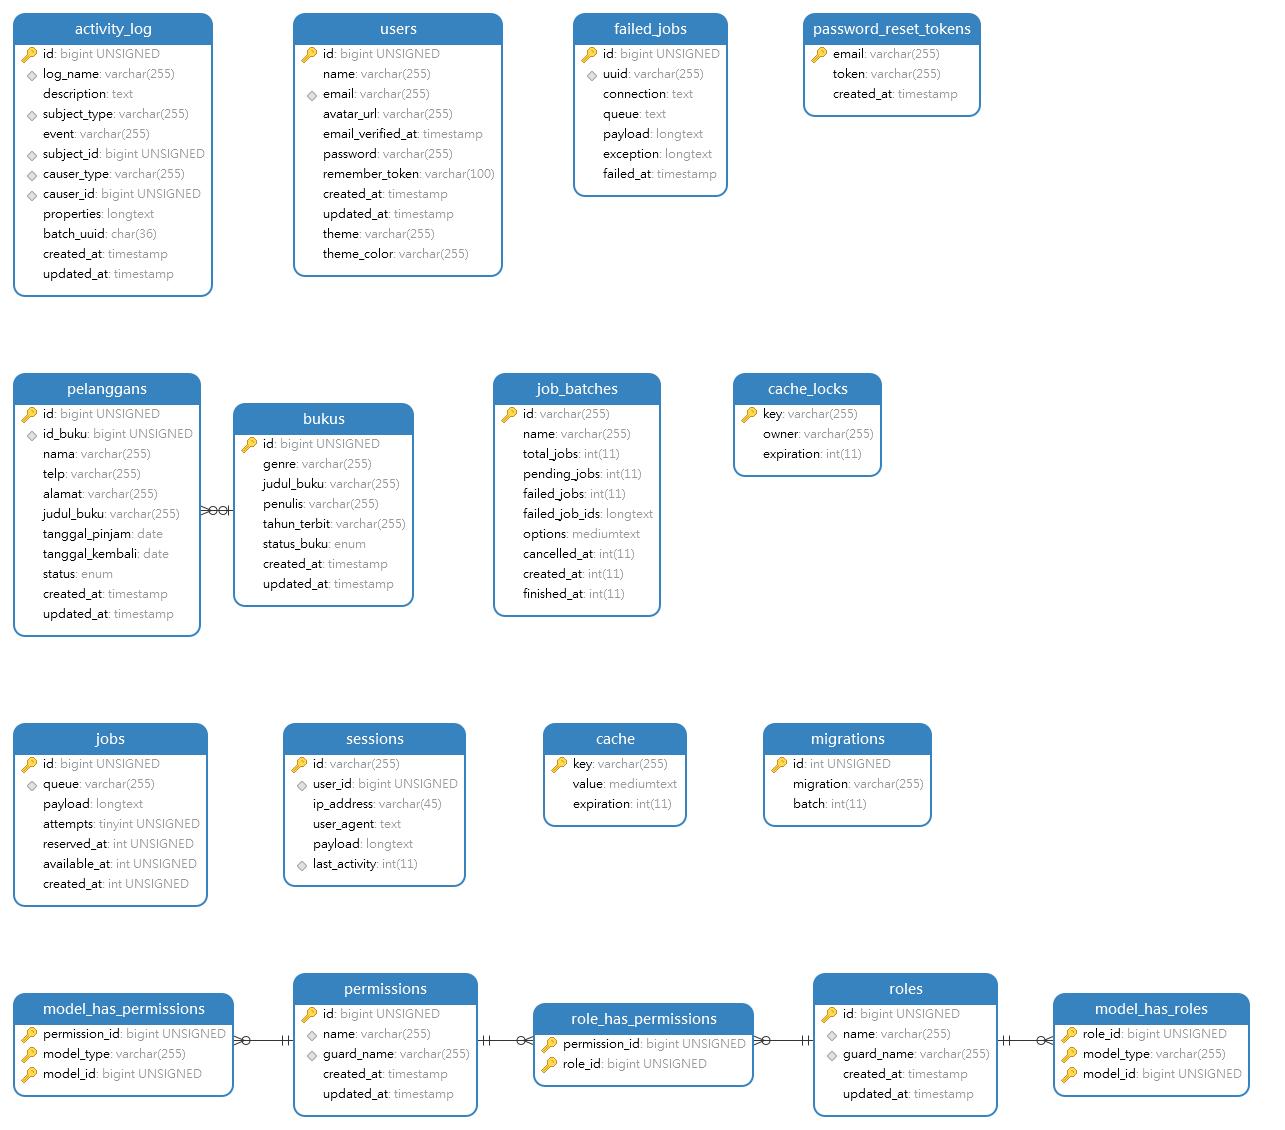 activity_log
id: bigint UNSIGNED
log_name: varchar(255)
description: text
subject_type: varchar(255)
event: varchar(255)
subject_id: bigint UNSIGNED
causer_type: varchar(255)
causer_id: bigint UNSIGNED
properties: longtext
batch_uuid: char(36)
created_at: timestamp
updated_at: timestamp
users
id: bigint UNSIGNED
name: varchar(255)
email: varchar(255)
avatar_url: varchar(255)
email_verified_at: timestamp
password: varchar(255)
remember_token: varchar(100)
created_at: timestamp
updated_at: timestamp
theme: varchar(255)
theme_color: varchar(255)
failed_jobs
id: bigint UNSIGNED
uuid: varchar(255)
connection: text
queue: text
payload: longtext
exception: longtext
failed_at: timestamp
password_reset_tokens
email: varchar(255)
token: varchar(255)
created_at: timestamp
pelanggans
id: bigint UNSIGNED
id_buku: bigint UNSIGNED
nama: varchar(255)
telp: varchar(255)
alamat: varchar(255)
judul_buku: varchar(255)
tanggal_pinjam: date
tanggal_kembali: date
status: enum
created_at: timestamp
updated_at: timestamp
bukus
id: bigint UNSIGNED
genre: varchar(255)
judul_buku: varchar(255)
penulis: varchar(255)
tahun_terbit: varchar(255)
status_buku: enum
created_at: timestamp
updated_at: timestamp
job_batches
id: varchar(255)
name: varchar(255)
total_jobs: int(11)
pending_jobs: int(11)
failed_jobs: int(11)
failed_job_ids: longtext
options: mediumtext
cancelled_at: int(11)
created_at: int(11)
finished_at: int(11)
cache_locks
key: varchar(255)
owner: varchar(255)
expiration: int(11)
jobs
id: bigint UNSIGNED
queue: varchar(255)
payload: longtext
attempts: tinyint UNSIGNED
reserved_at: int UNSIGNED
available_at: int UNSIGNED
created_at: int UNSIGNED
sessions
id: varchar(255)
user_id: bigint UNSIGNED
ip_address: varchar(45)
user_agent: text
payload: longtext
last_activity: int(11)
cache
key: varchar(255)
value: mediumtext
expiration: int(11)
migrations
id: int UNSIGNED
migration: varchar(255)
batch: int(11)
model_has_permissions
permission_id: bigint UNSIGNED
model_type: varchar(255)
model_id: bigint UNSIGNED
permissions
id: bigint UNSIGNED
name: varchar(255)
guard_name: varchar(255)
created_at: timestamp
updated_at: timestamp
role_has_permissions
permission_id: bigint UNSIGNED
role_id: bigint UNSIGNED
roles
id: bigint UNSIGNED
name: varchar(255)
guard_name: varchar(255)
created_at: timestamp
updated_at: timestamp
model_has_roles
role_id: bigint UNSIGNED
model_type: varchar(255)
model_id: bigint UNSIGNED